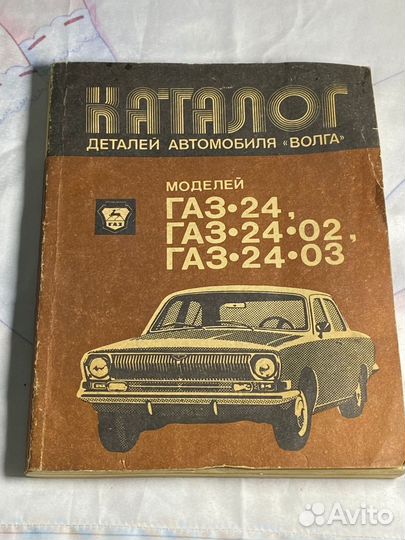 КАТАЛОГ
ДЕТАЛЕЙ АВТОМОБИЛЯ «ВОЛГА»
МОДЕЛЕЙ
ГАЗ·24,
ГАЗ·24·02,
ГАЗ·24·03
ГАЗ
Avito